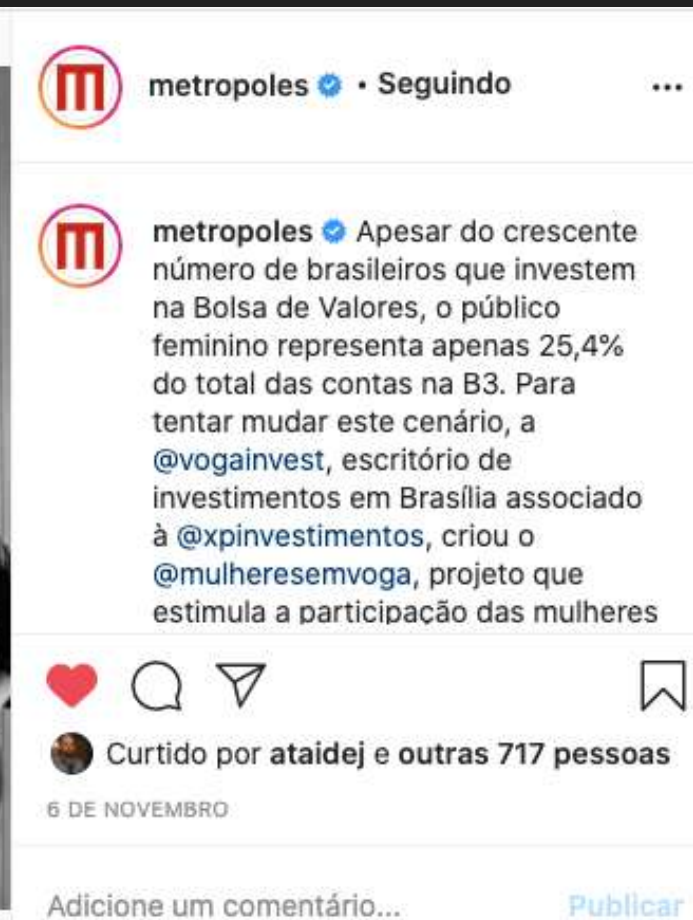 metropoles • Seguindo
metropoles Apesar do crescente
número de brasileiros que investem
na Bolsa de Valores, o público
feminino representa apenas 25,4%
do total das contas na B3. Para
tentar mudar este cenário, a
@vogainvest, escritório de
investimentos em Brasília associado
à @xpinvestimentos, criou o
@mulheresemvoga, projeto que
estimula a participação das mulheres
Curtido por ataidej e outras 717 pessoas
6 DE NOVEMBRO
Adicione um comentário... Publicar